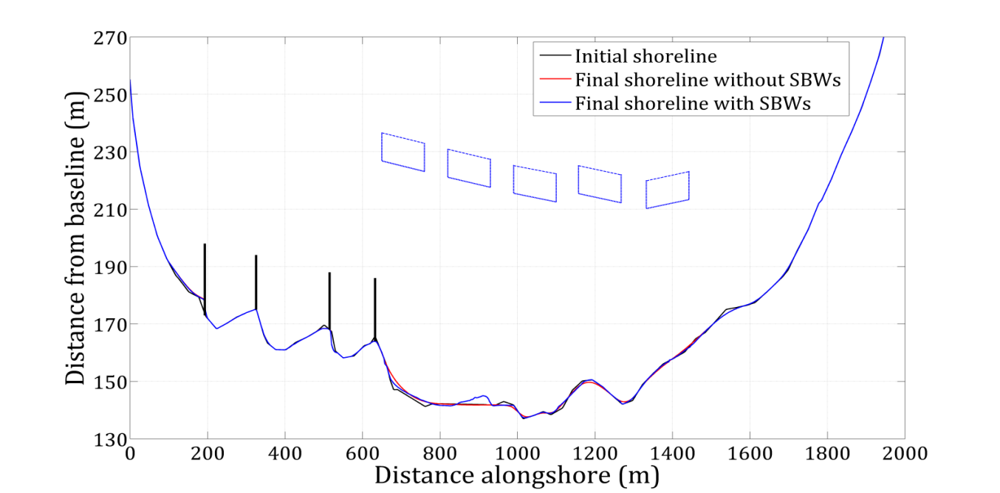 270
250
230
210
190
170
150
130
Distance from baseline (m)
Initial shoreline
Final shoreline without SBWs
Final shoreline with SBWs
0 200 400 600 800 1000 1200 1400 1600 1800 2000
Distance alongshore (m)